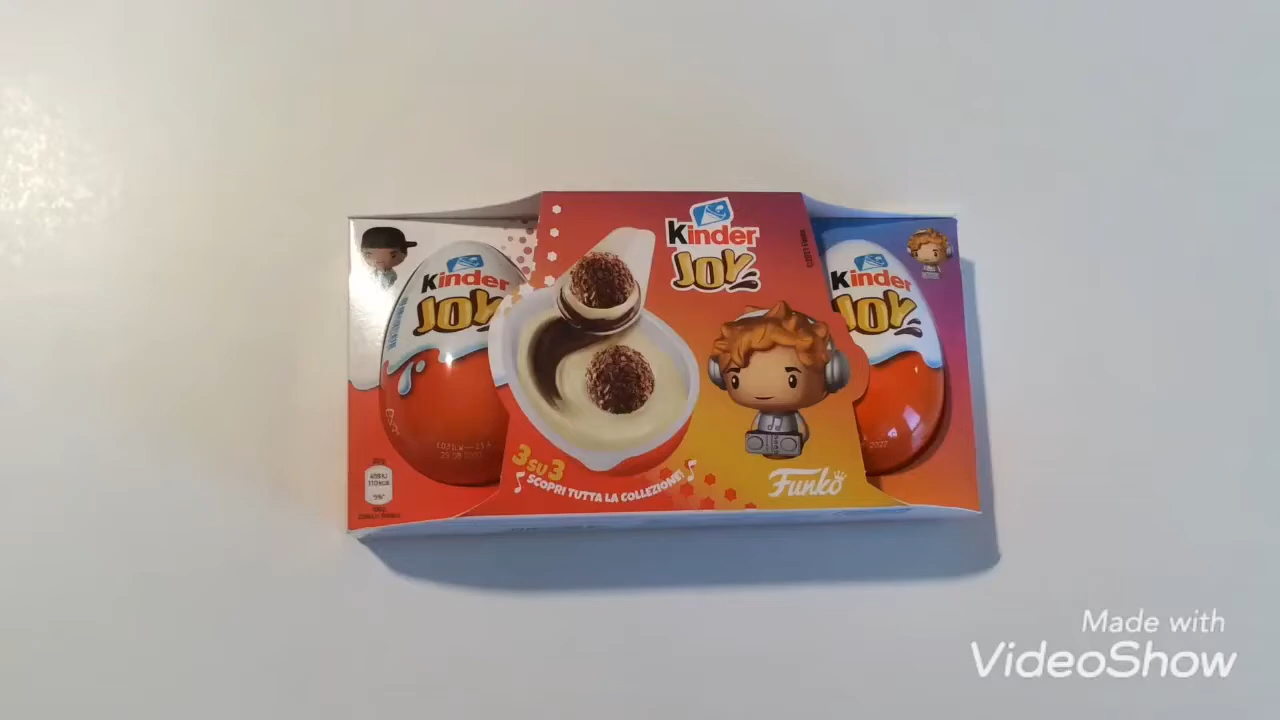 Kinder
JOY
Kinder
JOY
Kinder
JOY
3 SU 3
SCOPRI TUTTA LA COLLEZIONE!
Funko
Made with
VideoShow